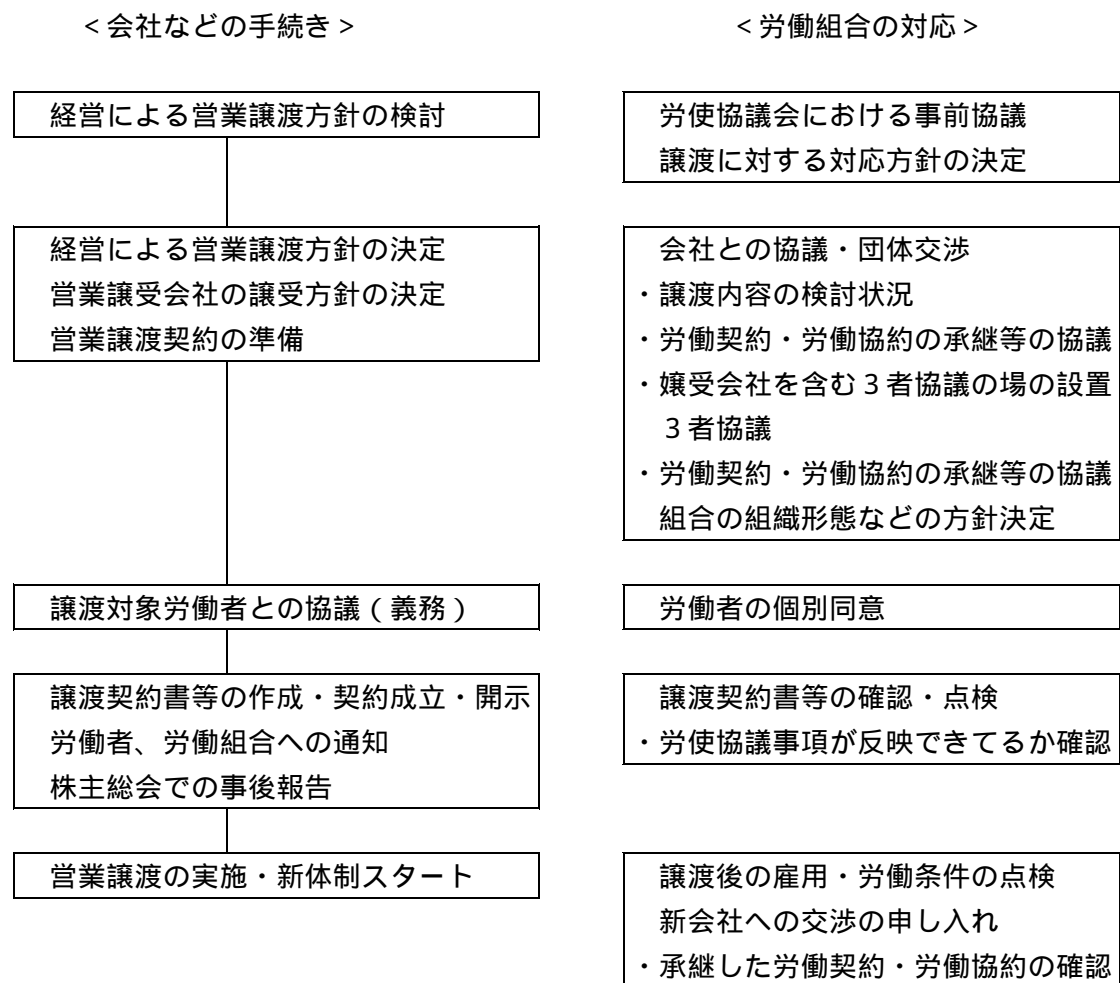 ＜会社などの手続き＞
＜労働組合の対応＞
経営による営業譲渡方針の検討
労使協議会における事前協議
譲渡に対する対応方針の決定
経営による営業譲渡方針の決定
営業譲受会社の譲受方針の決定
営業譲渡契約の準備
会社との協議・団体交渉
・譲渡内容の検討状況
・労働契約・労働協約の承継等の協議
・嬢受会社を含む３者協議の場の設置
３者協議
・労働契約・労働協約の承継等の協議
組合の組織形態などの方針決定
譲渡対象労働者との協議（義務）
労働者の個別同意
譲渡契約書等の作成・契約成立・開示
労働者、労働組合への通知
株主総会での事後報告
譲渡契約書等の確認・点検
・労使協議事項が反映できてるか確認
営業譲渡の実施・新体制スタート
譲渡後の雇用・労働条件の点検
新会社への交渉の申し入れ
・承継した労働契約・労働協約の確認